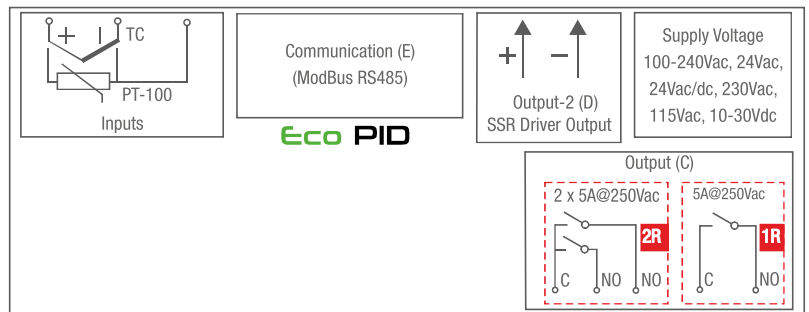 + − TC
PT-100
Inputs
Communication (E)
(ModBus RS485)
+ −
Output-2 (D)
SSR Driver Output
Supply Voltage
100-240Vac, 24Vac,
24Vac/dc, 230Vac,
115Vac, 10-30Vdc
Eco PID
Output (C)
2 x 5A@250Vac
2R
C NO NO
5A@250Vac
1R
C NO